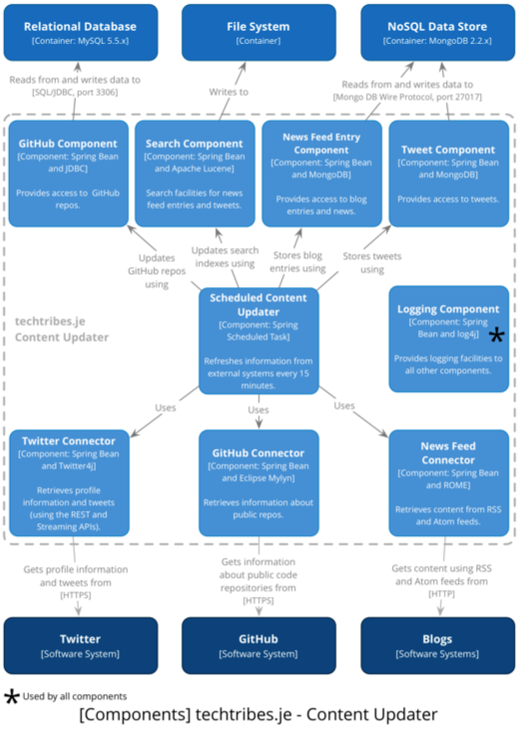 Relational Database
[Container: MySQL 5.5.x]
File System
[Container]
NoSQL Data Store
[Container: MongoDB 2.2.x]
Reads from and writes data to
[SQL/JDBC, port 3306]
Writes to
Reads from and writes data to
[Mongo DB Wire Protocol, port 27017]
GitHub Component
[Component: Spring Bean
and JDBC]
Provides access to GitHub
repos.
Search Component
[Component: Spring Bean
and Apache Lucene]
Search facilities for news
feed entries and tweets.
News Feed Entry
Component
[Component: Spring Bean
and MongoDB]
Provides access to blog
entries and news.
Tweet Component
[Component: Spring Bean
and MongoDB]
Provides access to tweets.
Updates
GitHub repos
using
Updates search
indexes using
Stores blog
entries using
Stores tweets
using
techtribes.je
Content Updater
Scheduled Content
Updater
[Component: Spring
Scheduled Task]
Refreshes information from
external systems every 15
minutes.
Logging Component
[Component: Spring
Bean and log4j]
Provides logging facilities to
all other components.
Uses
Uses
Uses
Twitter Connector
[Component: Spring Bean
and Twitter4j]
Retrieves profile
information and tweets
(using the REST and
Streaming APIs).
GitHub Connector
[Component: Spring Bean
and Eclipse Mylyn]
Retrieves information about
public repos.
News Feed
Connector
[Component: Spring Bean
and ROME]
Retrieves content from RSS
and Atom feeds.
Gets profile information
and tweets from
[HTTPS]
Gets information
about public code
repositories from
[HTTPS]
Gets content using RSS
and Atom feeds from
[HTTP]
Twitter
[Software System]
GitHub
[Software System]
Blogs
[Software Systems]
* Used by all components
[Components] techtribes.je - Content Updater